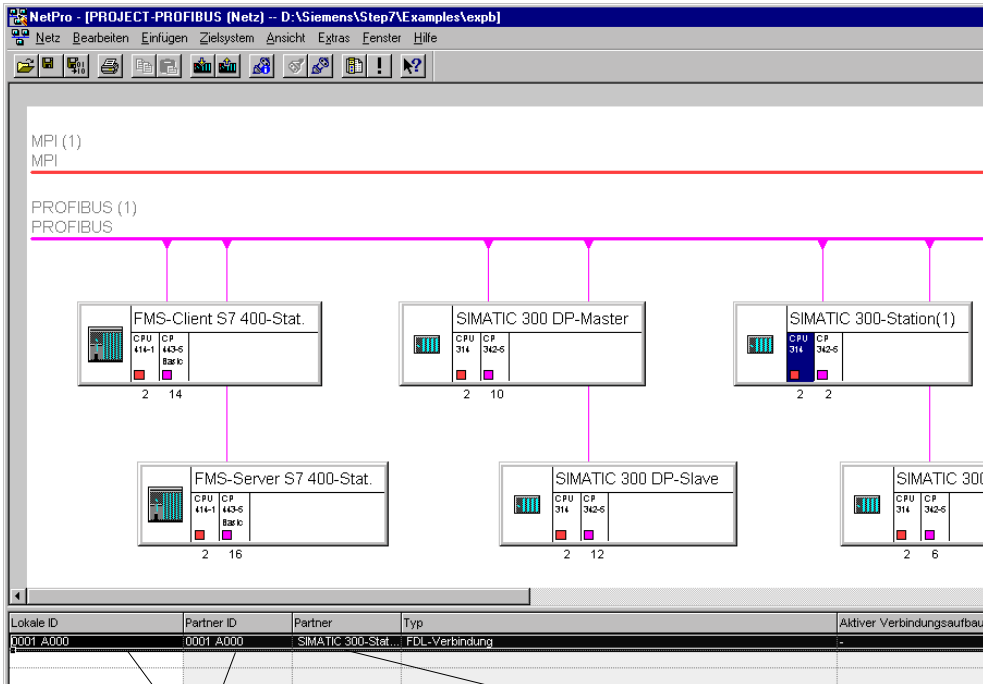 NetPro - [PROJECT-PROFIBUS (Netz) -- D:\Siemens\Step7\Examples\expb]
Netz Bearbeiten Einfügen Zielsystem Ansicht Extras Fenster Hilfe
MPI (1)
MPI
PROFIBUS (1)
PROFIBUS
FMS-Client S7 400-Stat.
CPU 414-1
CP 443-5 Basic
2 14
SIMATIC 300 DP-Master
CPU 314
CP 342-5
2 10
SIMATIC 300-Station(1)
CPU 314
CP 342-5
2 2
FMS-Server S7 400-Stat.
CPU 414-1
CP 443-5 Basic
2 16
SIMATIC 300 DP-Slave
CPU 314
CP 342-5
2 12
SIMATIC 300
CPU 314
CP 342-5
2 6
Lokale ID Partner ID Partner Typ Aktiver Verbindungsaufbau
0001 A000 0001 A000 SIMATIC 300-Stat... FDL-Verbindung -